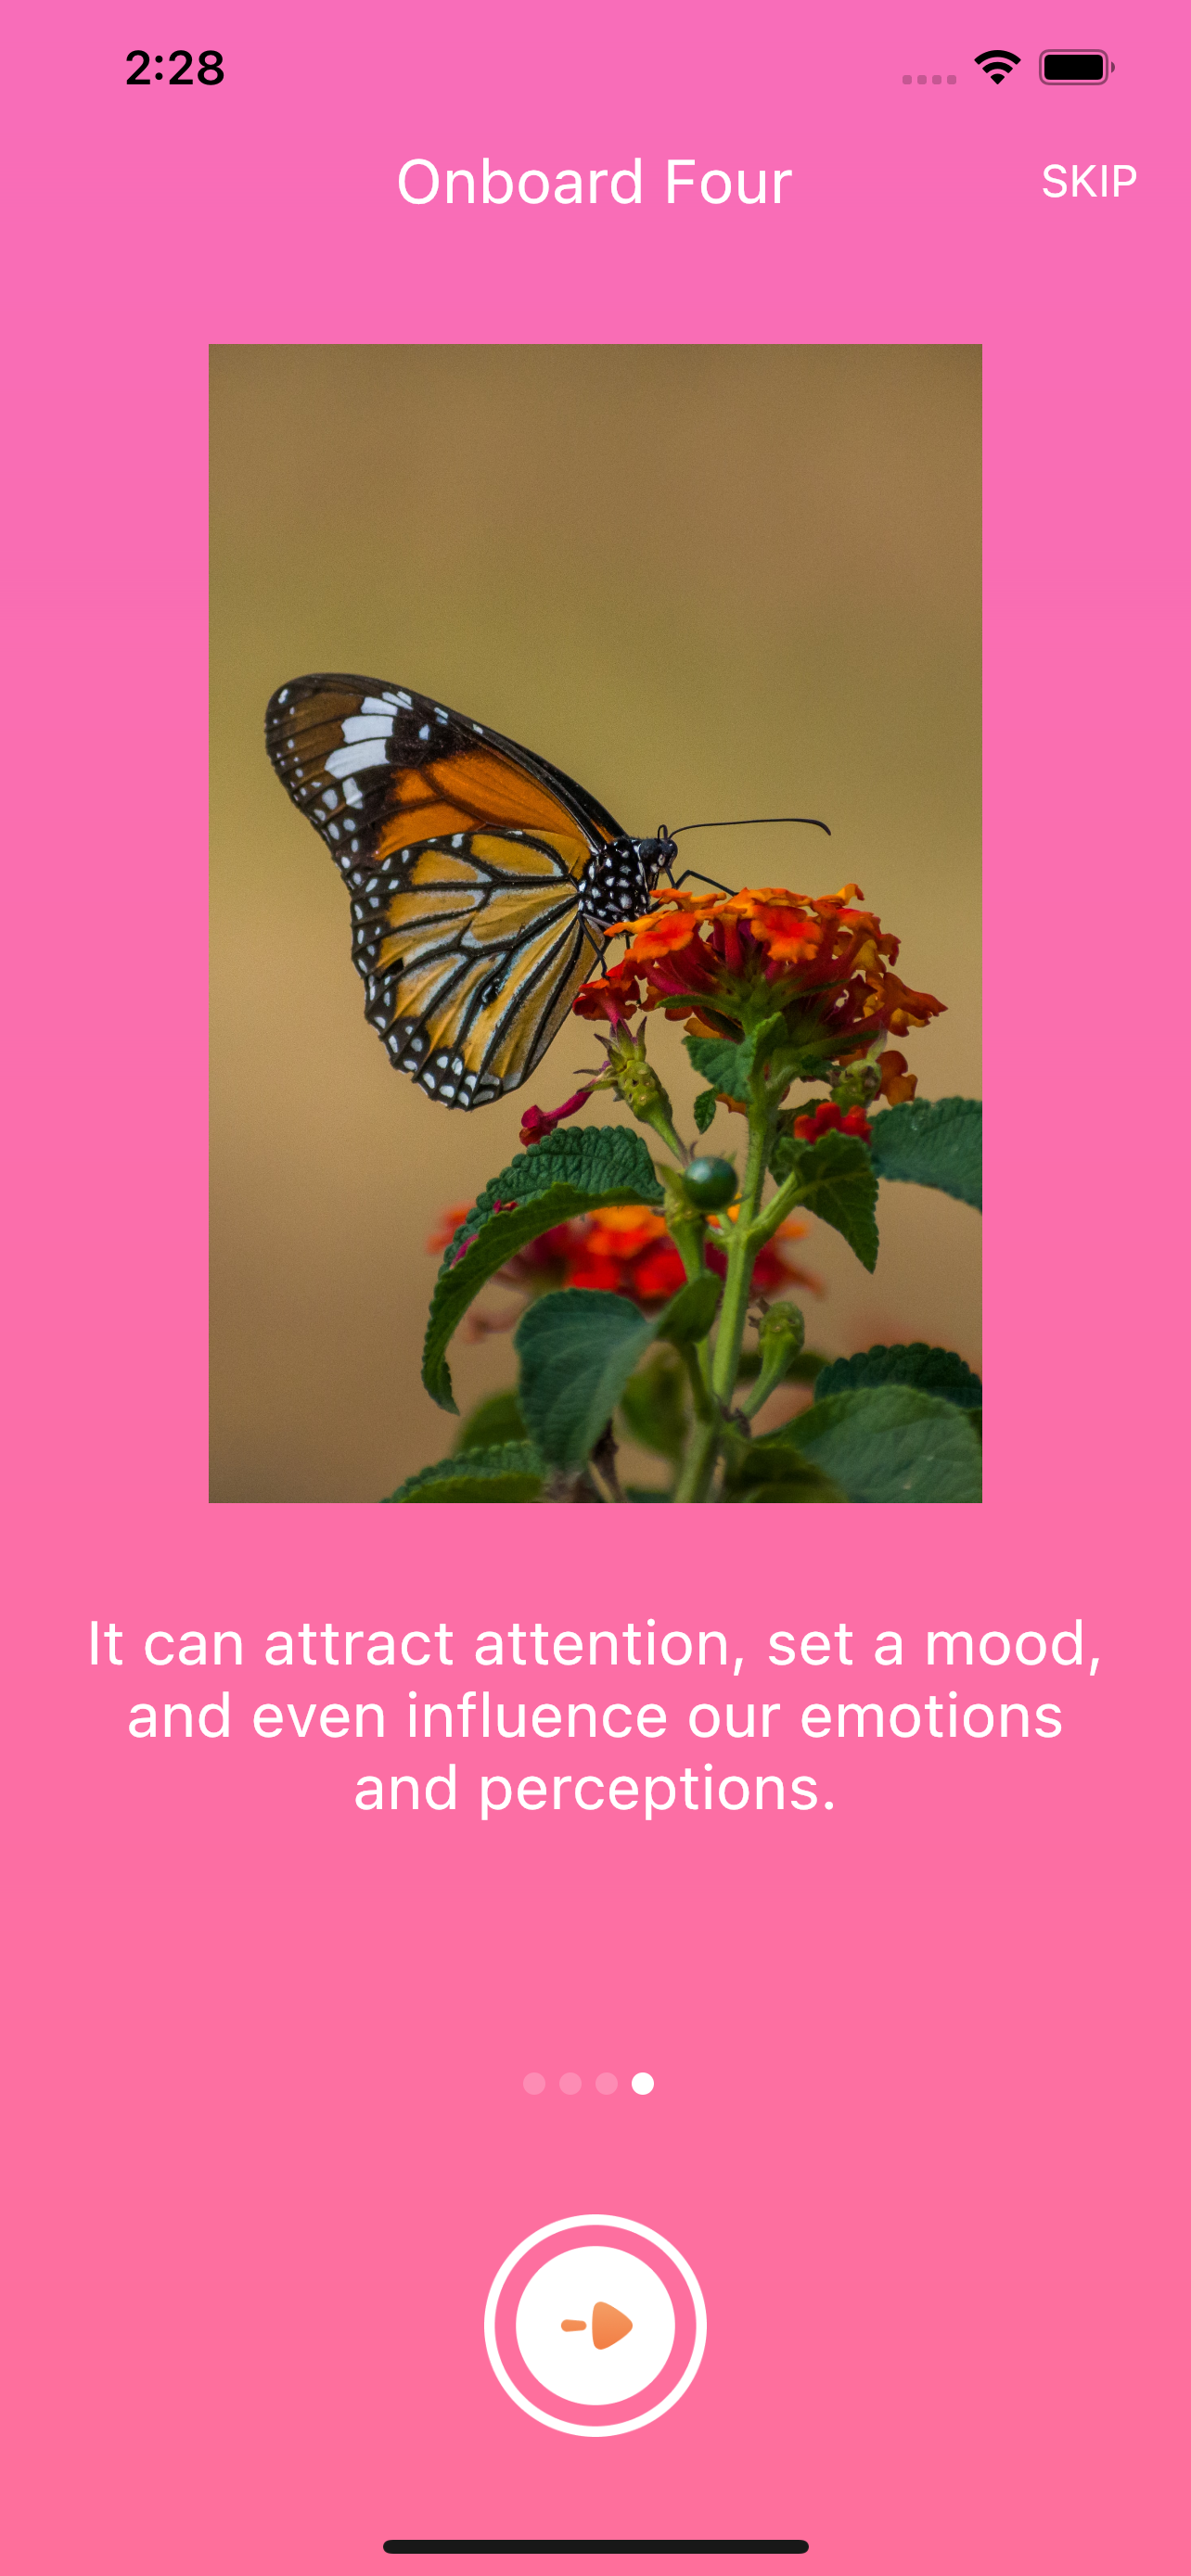 2:28
Onboard Four
SKIP
It can attract attention, set a mood,
and even influence our emotions
and perceptions.